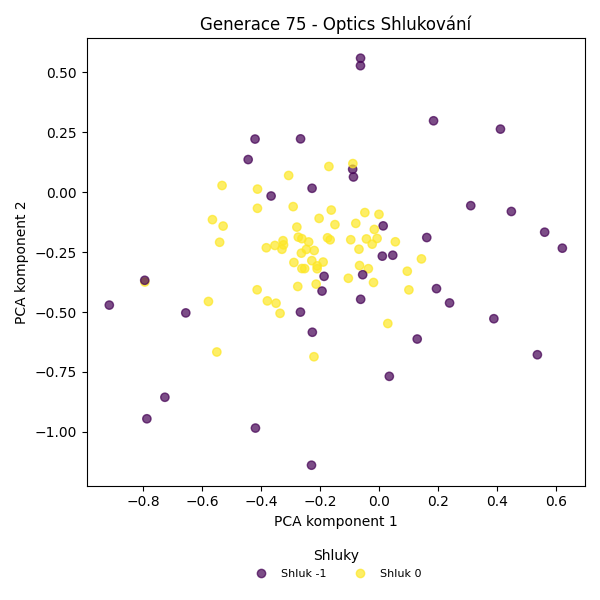 Generace 75 - Optics Shlukování
PCA komponent 2
0.50
0.25
0.00
−0.25
−0.50
−0.75
−1.00
−0.8 −0.6 −0.4 −0.2 0.0 0.2 0.4 0.6
PCA komponent 1
Shluky
Shluk -1 Shluk 0